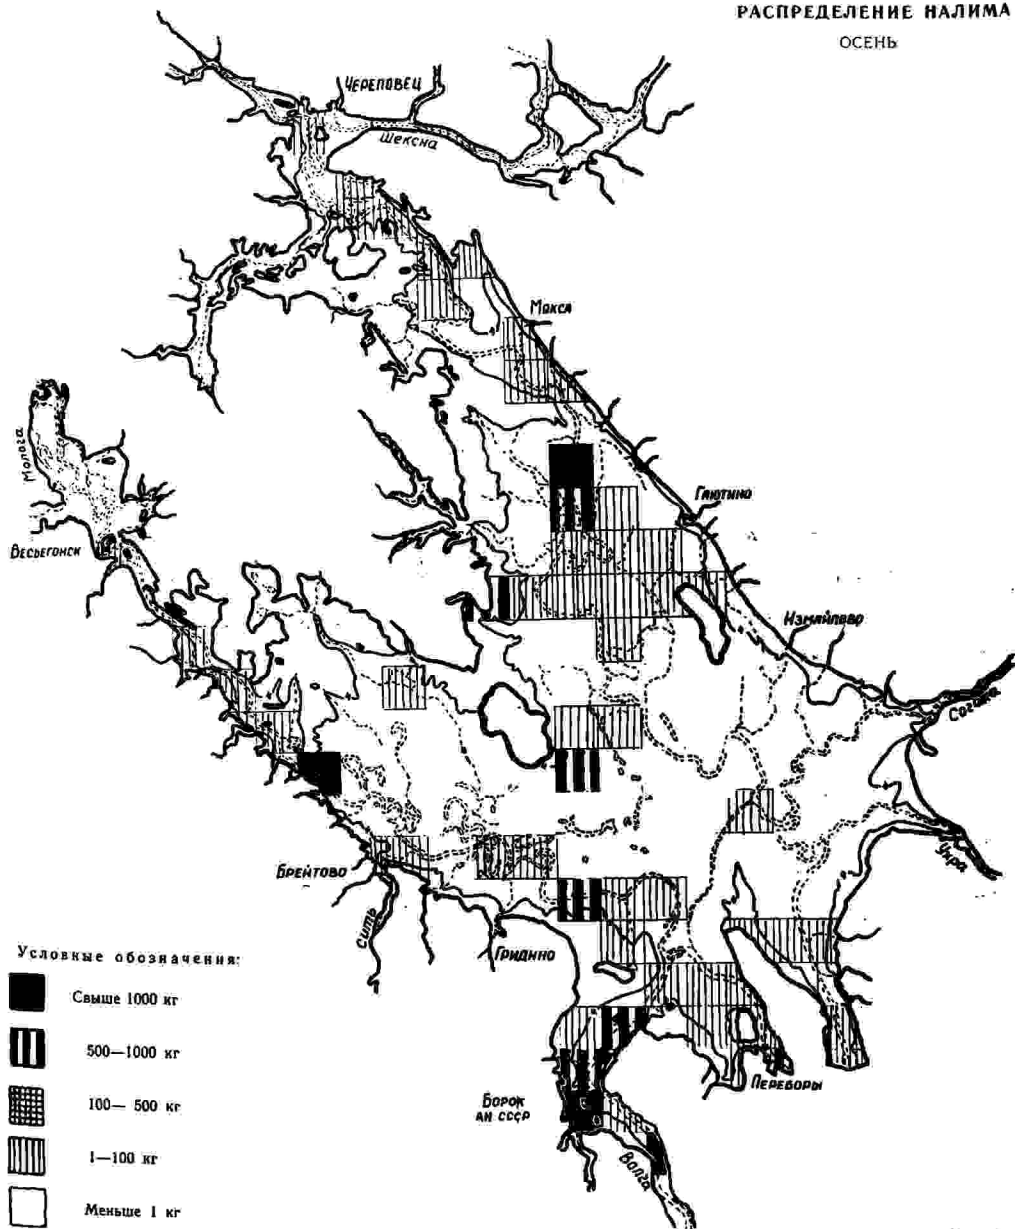 РАСПРЕДЕЛЕНИЕ НАЛИМА
ОСЕНЬ
ЧЕРЕПОВЕЦ
Шексна
Мякса
Молога
ГАЮТИНО
ВЕСЬЕГОНСК
ИЗМАЙЛОВО
Согожа
Ухра
БРЕЙТОВО
СИТЬ
ГРИДИНО
ПЕРЕБОРЫ
БОРОК
АН СССР
Волга
Условные обозначения:
Свыше 1000 кг
500—1000 кг
100— 500 кг
1—100 кг
Меньше 1 кг